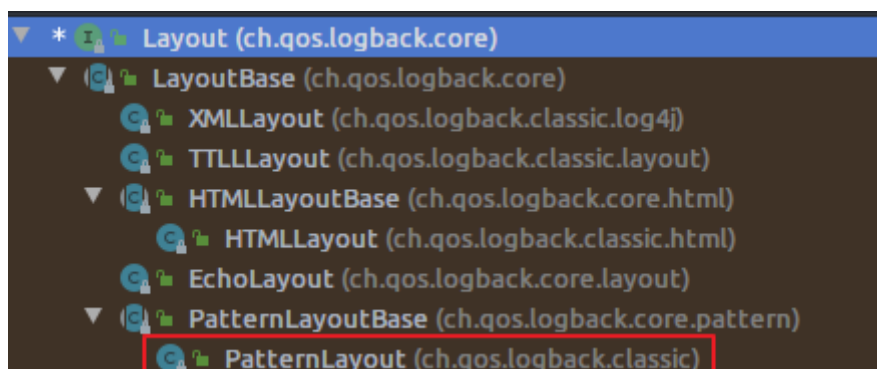 * Layout (ch.qos.logback.core)
LayoutBase (ch.qos.logback.core)
XMLLayout (ch.qos.logback.classic.log4j)
TTLLLayout (ch.qos.logback.classic.layout)
HTMLLayoutBase (ch.qos.logback.core.html)
HTMLLayout (ch.qos.logback.classic.html)
EchoLayout (ch.qos.logback.core.layout)
PatternLayoutBase (ch.qos.logback.core.pattern)
PatternLayout (ch.qos.logback.classic)